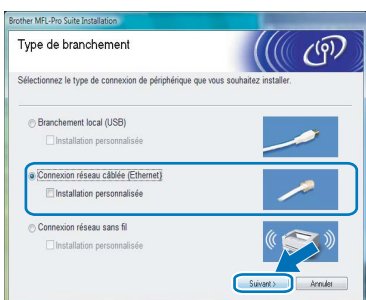 Brother MFL-Pro Suite Installation
Type de branchement
Sélectionnez le type de connexion de périphérique que vous souhaitez installer.
Branchement local (USB)
Installation personnalisée
Connexion réseau câblée (Ethernet)
Installation personnalisée
Connexion réseau sans fil
Installation personnalisée
Suivant >
Annuler